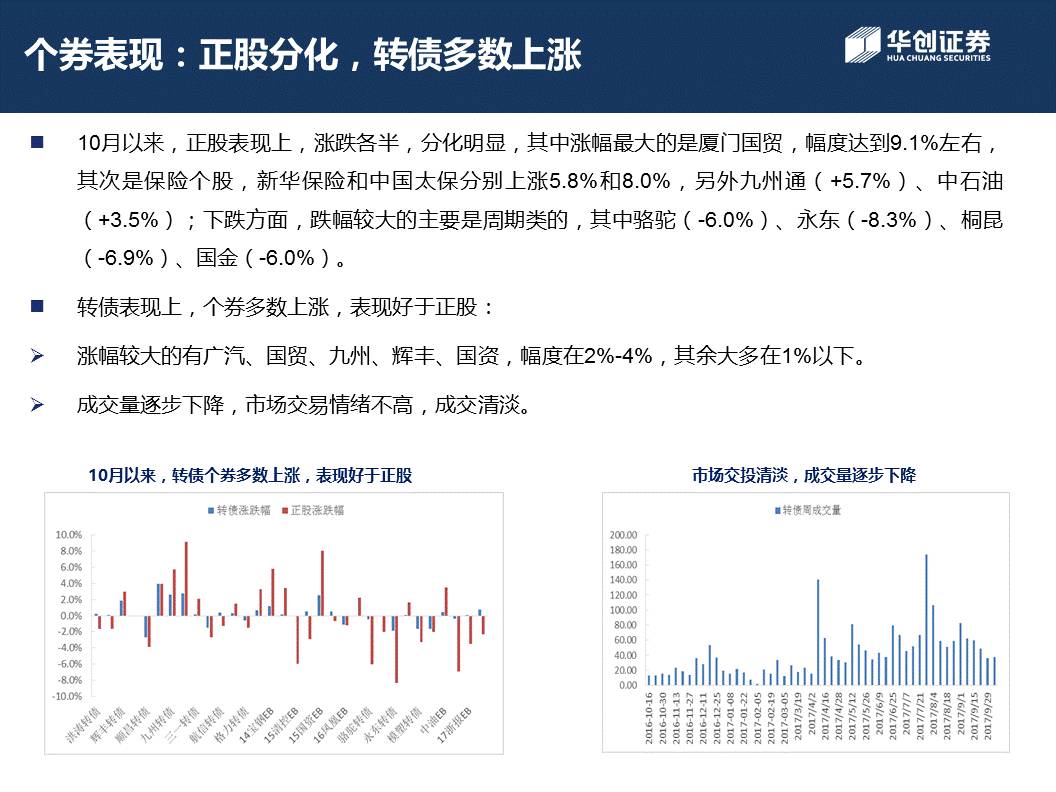 个券表现：正股分化，转债多数上涨
华创证券
HUA CHUANG SECURITIES
10月以来，正股表现上，涨跌各半，分化明显，其中涨幅最大的是厦门国贸，幅度达到9.1%左右，
其次是保险个股，新华保险和中国太保分别上涨5.8%和8.0%，另外九州通（+5.7%）、中石油
（+3.5%）；下跌方面，跌幅较大的主要是周期类的，其中骆驼（-6.0%）、永东（-8.3%）、桐昆
（-6.9%）、国金（-6.0%）。
转债表现上，个券多数上涨，表现好于正股：
涨幅较大的有广汽、国贸、九州、辉丰、国资，幅度在2%-4%，其余大多在1%以下。
成交量逐步下降，市场交易情绪不高，成交清淡。
10月以来，转债个券多数上涨，表现好于正股
转债涨跌幅 正股涨跌幅
10.0%
8.0%
6.0%
4.0%
2.0%
0.0%
-2.0%
-4.0%
-6.0%
-8.0%
-10.0%
洪涛转债
辉丰转债
顺昌转债
九州转债
三一转债
航信转债
格力转债
14宝钢EB
15清控EB
15国资EB
16凤凰EB
骆驼转债
永东转债
模塑转债
中油EB
17浙报EB
市场交投清淡，成交量逐步下降
转债周成交量
200.00
180.00
160.00
140.00
120.00
100.00
80.00
60.00
40.00
20.00
0.00
2016-10-16
2016-10-30
2016-11-13
2016-11-27
2016-12-11
2016-12-25
2017-01-08
2017-01-22
2017-02-05
2017-02-19
2017-03-05
2017/3/19
2017/4/2
2017/4/16
2017/4/28
2017/5/12
2017/5/26
2017/6/9
2017/6/25
2017/7/7
2017/7/21
2017/8/4
2017/8/18
2017/9/1
2017/9/15
2017/9/29